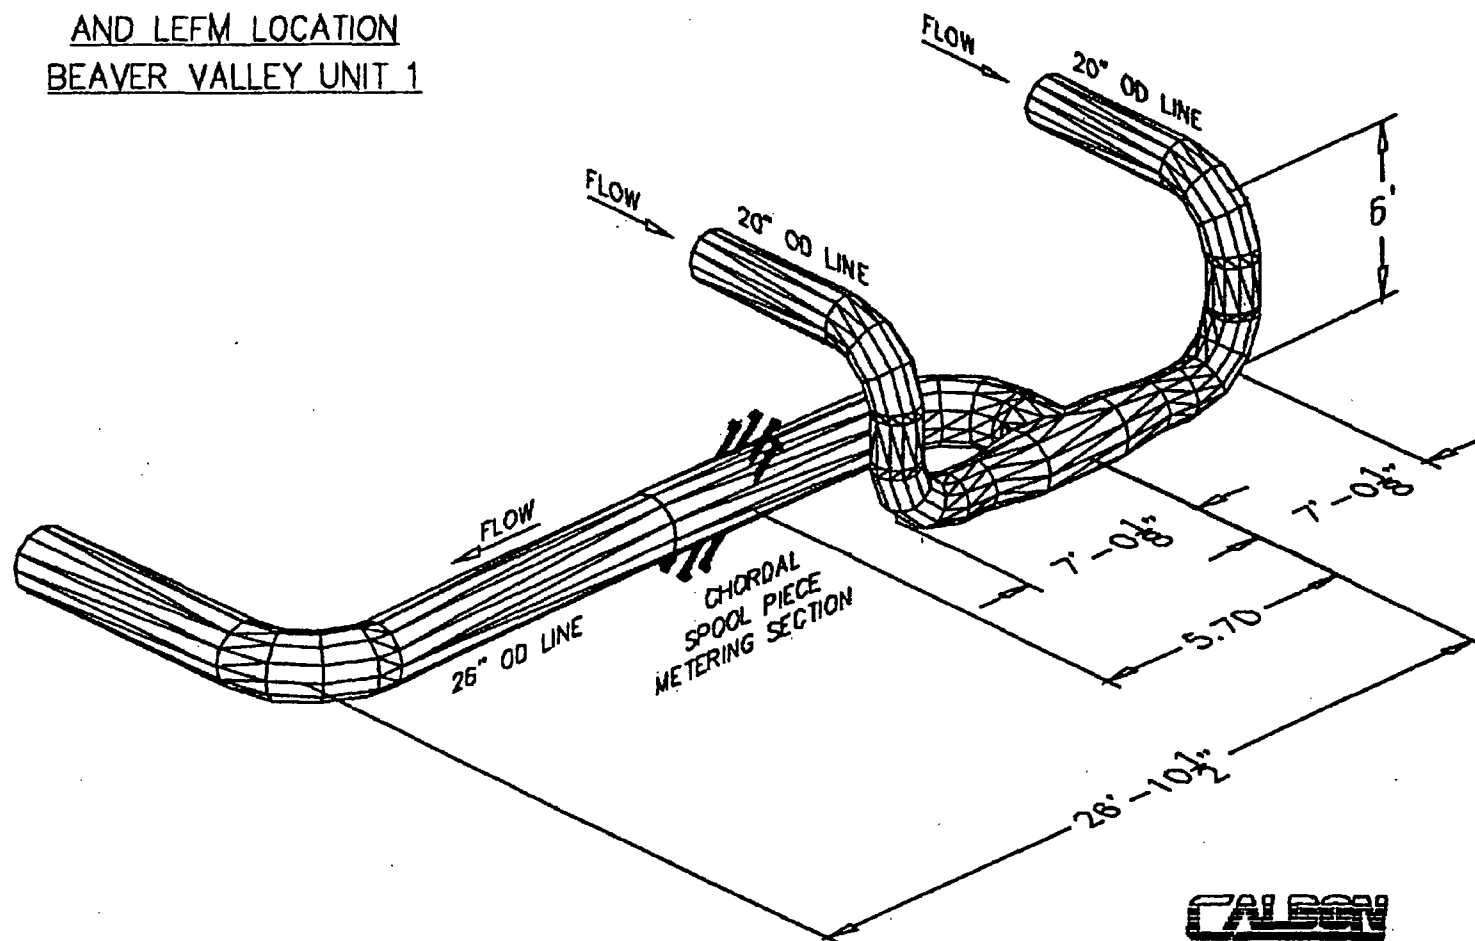 AND LEFM LOCATION
BEAVER VALLEY UNIT 1
FLOW
20" OD LINE
FLOW
20" OD LINE
6'
FLOW
26" OD LINE
CHORDAL
SPOOL PIECE
METERING SECTION
7'-0 1/8"
7'-0 1/8"
5.70
26'-10 1/2"
CALDON